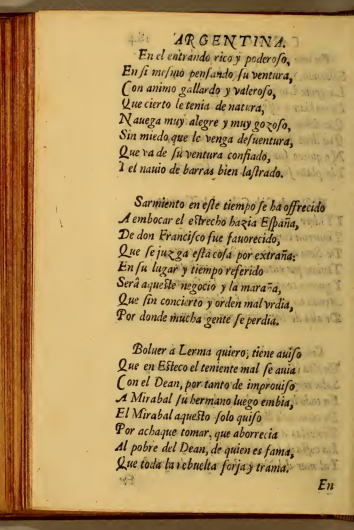 ARGENTINA.
En el entrando rico y poderoso,
En si mesmo pensando su ventura,
Con animo gallardo y valeroso,
Que cierto le tenia de natura,
Nauega muy alegre y muy gozoso,
Sin miedo que le venga desuentura,
Que va de su ventura confiado,
I el nauio de barras bien lastrado.
Sarmiento en este tiempo se ha offrecido
A embocar el estrecho hazia España,
De don Francisco fue fauorecido,
Que se juzga esta cosa por extraña:
En su lugar y tiempo referido
Serâ aqueste negocio y la maraña,
Que sin concierto y orden mal vrdia,
Por donde mucha gente se perdia.
Boluer a Lerma quiero, tiene auiso
Que en Esteco el teniente mal se auia
Con el Dean, por tanto de improuiso
A Mirabal su hermano luego embia,
El Mirabal aquesto solo quiso
Por achaque tomar, que aborrecia
Al pobre del Dean, de quien es fama,
Que toda la rebuelta forja y trama.
En